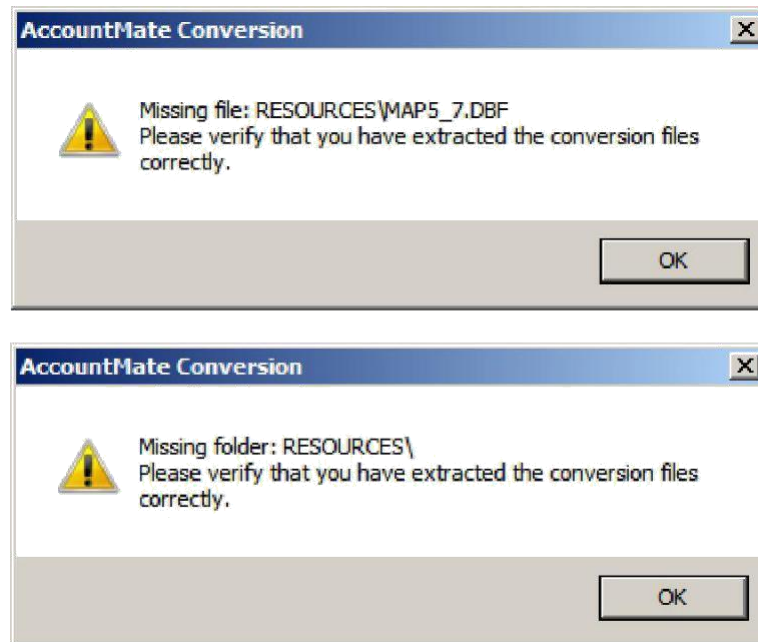 AccountMate Conversion
Missing file: RESOURCES\MAP5_7.DBF
Please verify that you have extracted the conversion files
correctly.
OK
AccountMate Conversion
Missing folder: RESOURCES\
Please verify that you have extracted the conversion files
correctly.
OK